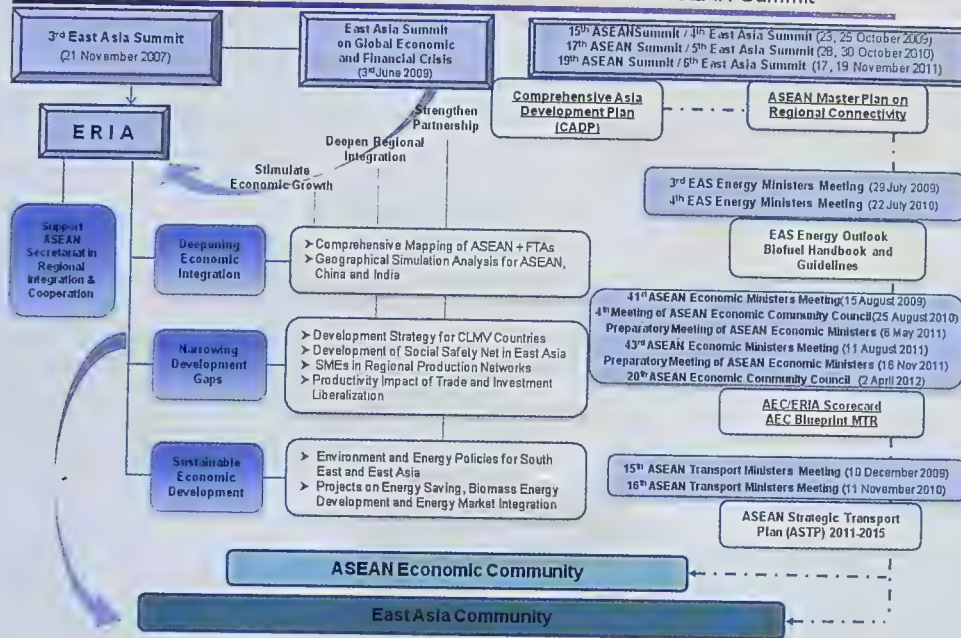 Summit
3rd East Asia Summit
(21 November 2007)
East Asia Summit
on Global Economic
and Financial Crisis
(3rd June 2009)
15th ASEANSummit / 4th East Asia Summit (23, 25 October 2009)
17th ASEAN Summit / 5th East Asia Summit (28, 30 October 2010)
19th ASEAN Summit / 6th East Asia Summit (17, 19 November 2011)
ERIA
Strengthen
Partnership
Deepen Regional
Integration
Stimulate
Economic Growth
Comprehensive Asia
Development Plan
(CADP)
ASEAN Master Plan on
Regional Connectivity
3rd EAS Energy Ministers Meeting (29 July 2009)
4th EAS Energy Ministers Meeting (22 July 2010)
Support
ASEAN
Secretariat in
Regional
Integration &
Cooperation
Deepening
Economic
Integration
➤ Comprehensive Mapping of ASEAN + FTAs
➤ Geographical Simulation Analysis for ASEAN,
China and India
EAS Energy Outlook
Biofuel Handbook and
Guidelines
41st ASEAN Economic Ministers Meeting (15 August 2009)
4th Meeting of ASEAN Economic Community Council (25 August 2010)
Preparatory Meeting of ASEAN Economic Ministers (6 May 2011)
43rd ASEAN Economic Ministers Meeting (11 August 2011)
Preparatory Meeting of ASEAN Economic Ministers (16 Nov 2011)
20th ASEAN Economic Community Council (2 April 2012)
Narrowing
Development
Gaps
➤ Development Strategy for CLMV Countries
➤ Development of Social Safety Net in East Asia
➤ SMEs in Regional Production Networks
➤ Productivity Impact of Trade and Investment
Liberalization
AEC/ERIA Scorecard
AEC Blueprint MTR
Sustainable
Economic
Development
➤ Environment and Energy Policies for South
East and East Asia
➤ Projects on Energy Saving, Biomass Energy
Development and Energy Market Integration
15th ASEAN Transport Ministers Meeting (10 December 2009)
16th ASEAN Transport Ministers Meeting (11 November 2010)
ASEAN Strategic Transport
Plan (ASTP) 2011-2015
ASEAN Economic Community
East Asia Community